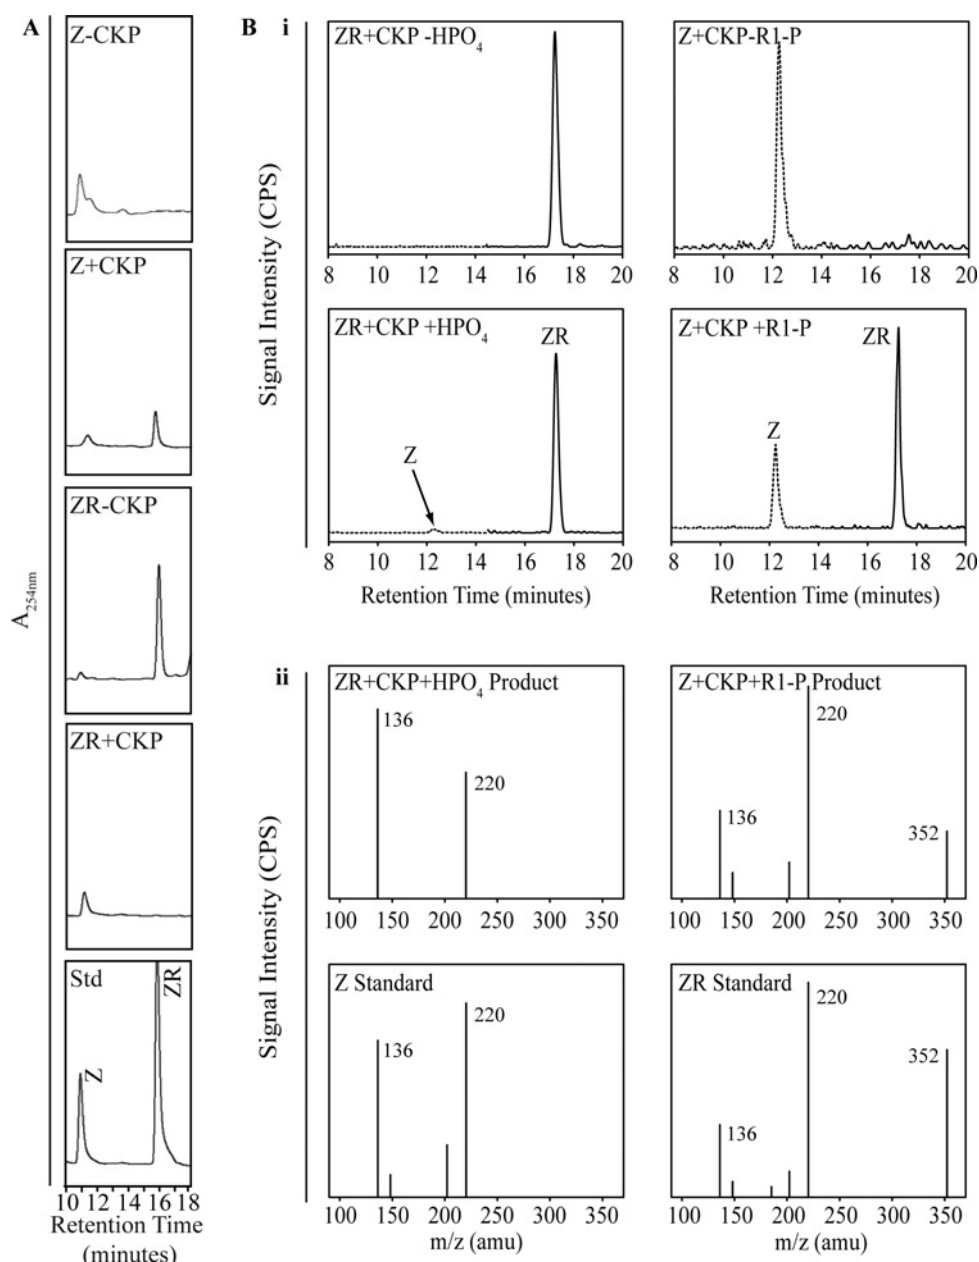 A
Z-CKP
Z+CKP
ZR-CKP
ZR+CKP
Std
Z
ZR
10 12 14 16 18
Retention Time
(minutes)
A254nm
B i
ZR+CKP -HPO4
8 10 12 14 16 18 20
Z+CKP-R1-P
8 10 12 14 16 18 20
ZR+CKP +HPO4
ZR
Z
8 10 12 14 16 18 20
Retention Time (minutes)
Z+CKP +R1-P
ZR
Z
8 10 12 14 16 18 20
Retention Time (minutes)
Signal Intensity (CPS)
ii
ZR+CKP+HPO4 Product
136
220
100 150 200 250 300 350
Z+CKP+R1-P Product
220
136
352
100 150 200 250 300 350
Z Standard
220
136
100 150 200 250 300 350
m/z (amu)
ZR Standard
220
352
136
100 150 200 250 300 350
m/z (amu)
Signal Intensity (CPS)